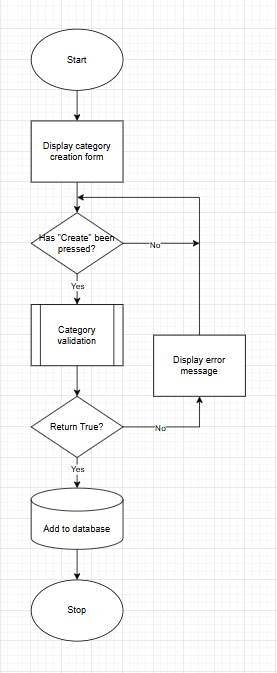 Start
Display category
creation form
Has "Create" been
pressed?
No
Yes
Category
validation
Display error
message
Return True?
No
Yes
Add to database
Stop